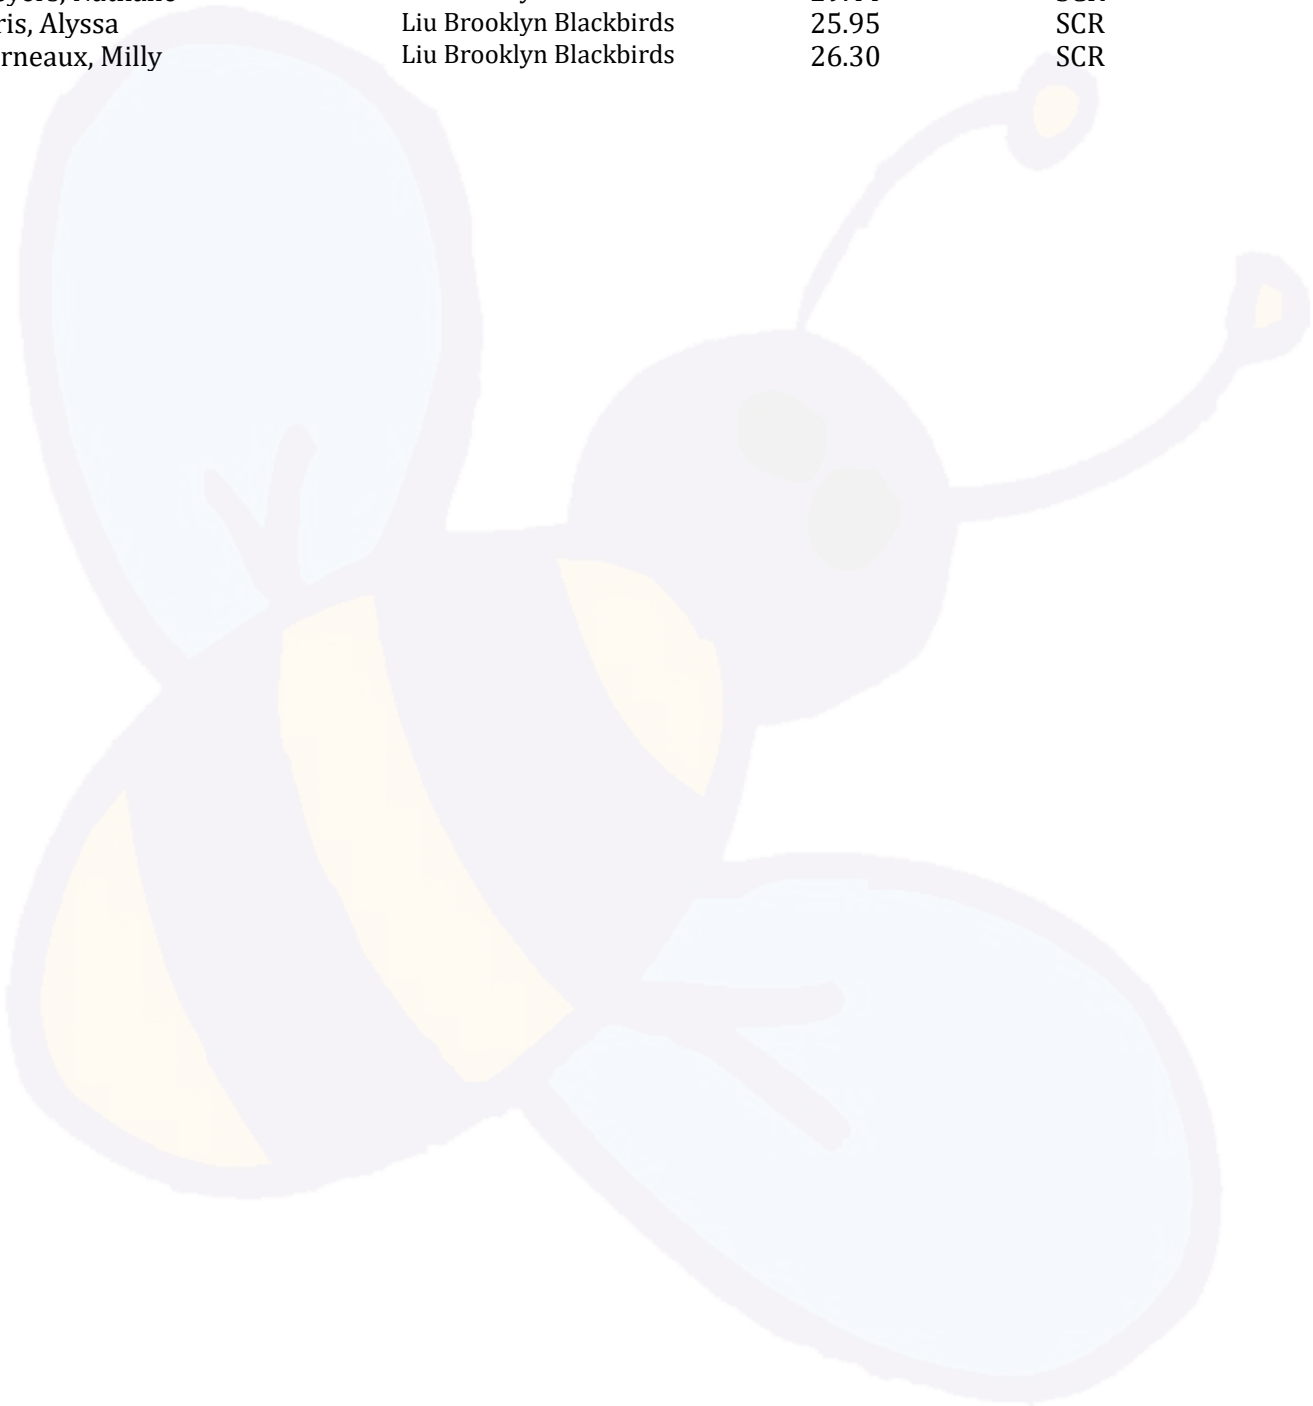 ris, Alyssa Liu Brooklyn Blackbirds 25.95 SCR
rneaux, Milly Liu Brooklyn Blackbirds 26.30 SCR